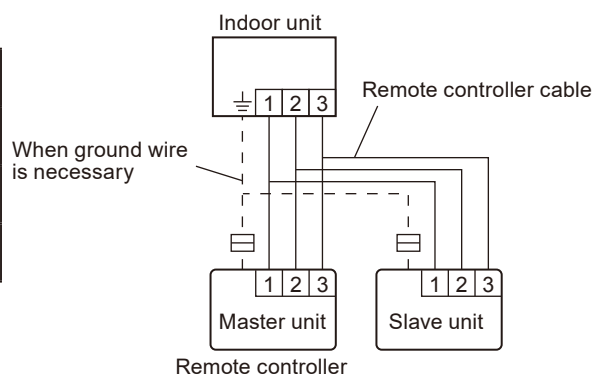 Indoor unit
1 2 3
Remote controller cable
When ground wire
is necessary
1 2 3
1 2 3
Master unit
Slave unit
Remote controller